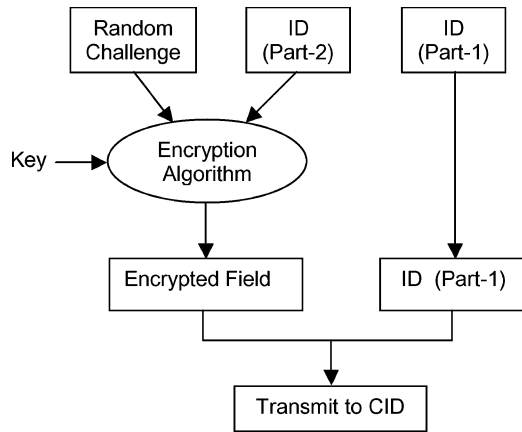 Random
Challenge
ID
(Part-2)
ID
(Part-1)
Key
Encryption
Algorithm
Encrypted Field
ID (Part-1)
Transmit to CID